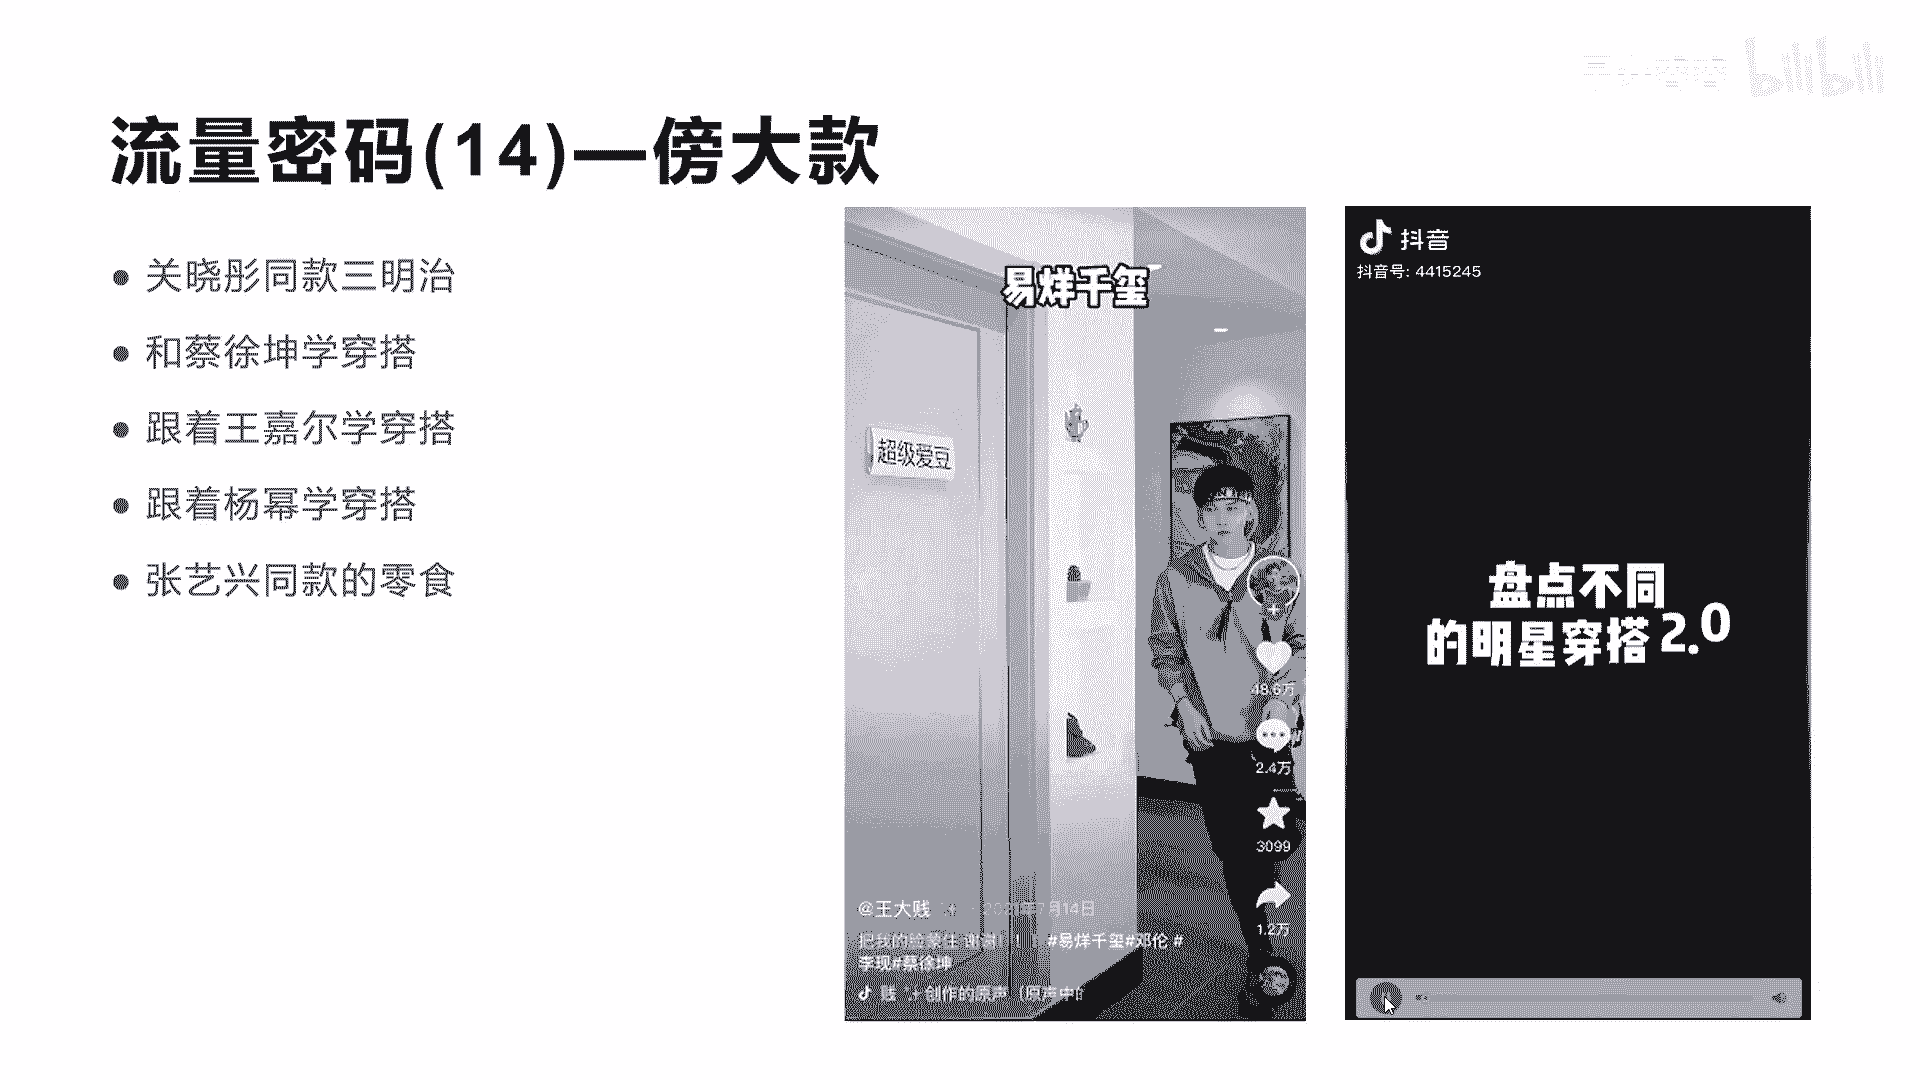 bilibili
流量密码(14)—傍大款
关晓彤同款三明治
和蔡徐坤学穿搭
跟着王嘉尔学穿搭
跟着杨幂学穿搭
张艺兴同款的零食
易烊千玺
超级爱豆
48.6万
2.4万
3099
1.2万
@王大贱 · 2021年7月14日
把我的脸蒙住 谢谢！！ #易烊千玺#邓伦 #
李现#蔡徐坤
创作的原声
抖音
抖音号: 4415245
盘点不同
的明星穿搭2.0